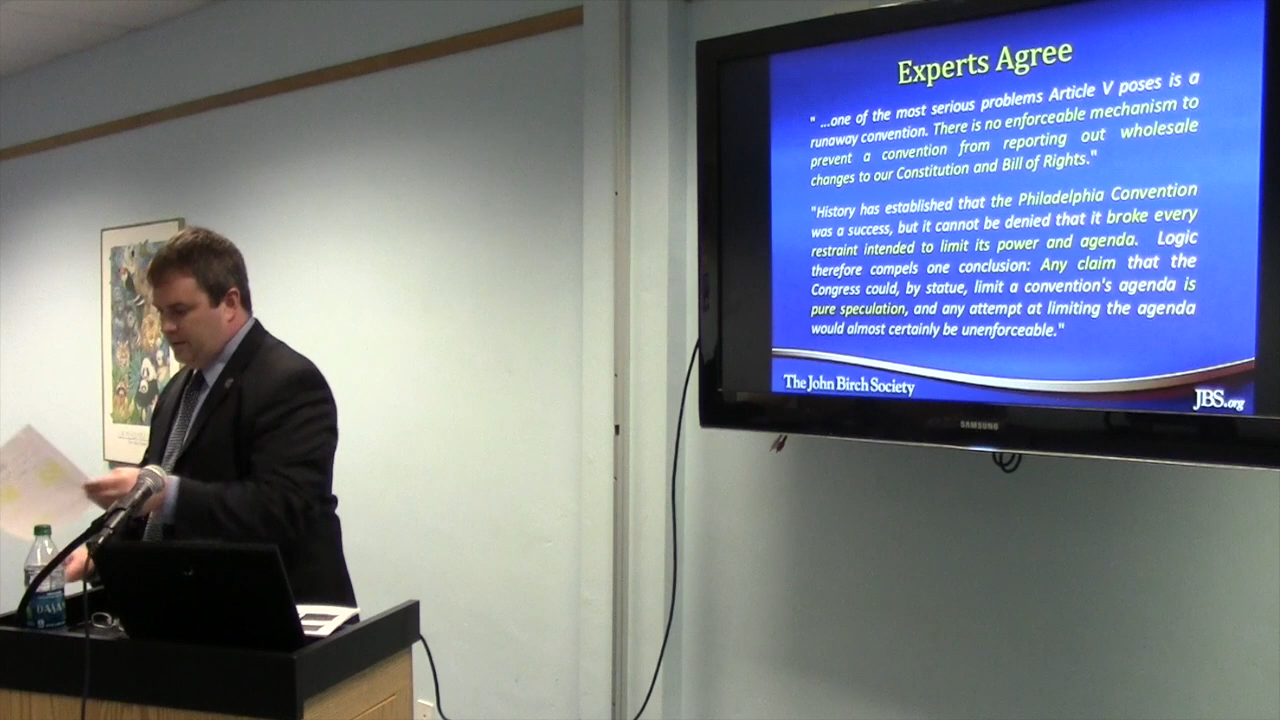 Experts Agree
" ...one of the most serious problems Article V poses is a
runaway convention. There is no enforceable mechanism to
prevent a convention from reporting out wholesale
changes to our Constitution and Bill of Rights."
"History has established that the Philadelphia Convention
was a success, but it cannot be denied that it broke every
restraint intended to limit its power and agenda. Logic
therefore compels one conclusion: Any claim that the
Congress could, by statue, limit a convention's agenda is
pure speculation, and any attempt at limiting the agenda
would almost certainly be unenforceable."
The John Birch Society
JBS.org
SAMSUNG